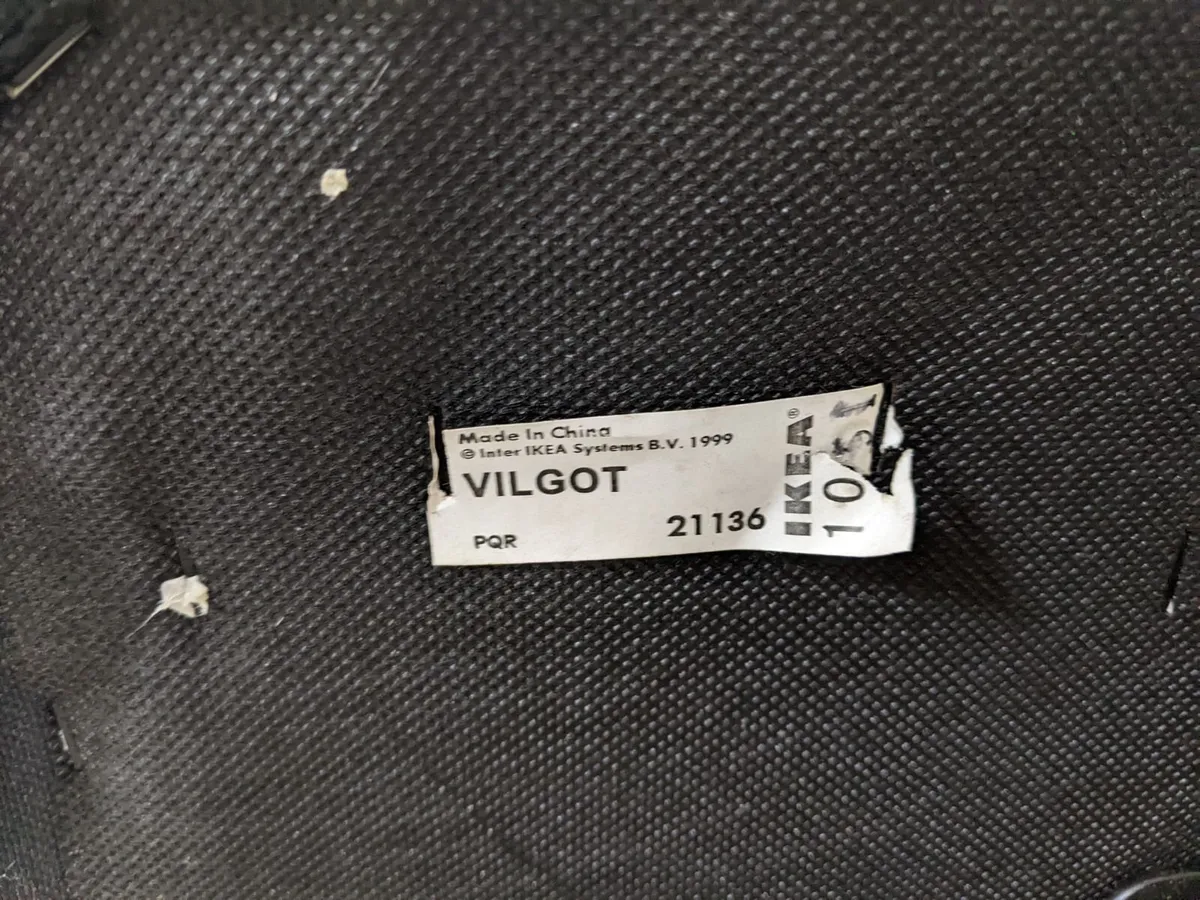 Made In China
© Inter IKEA Systems B.V. 1999
VILGOT
PQR
21136
IKEA®
10